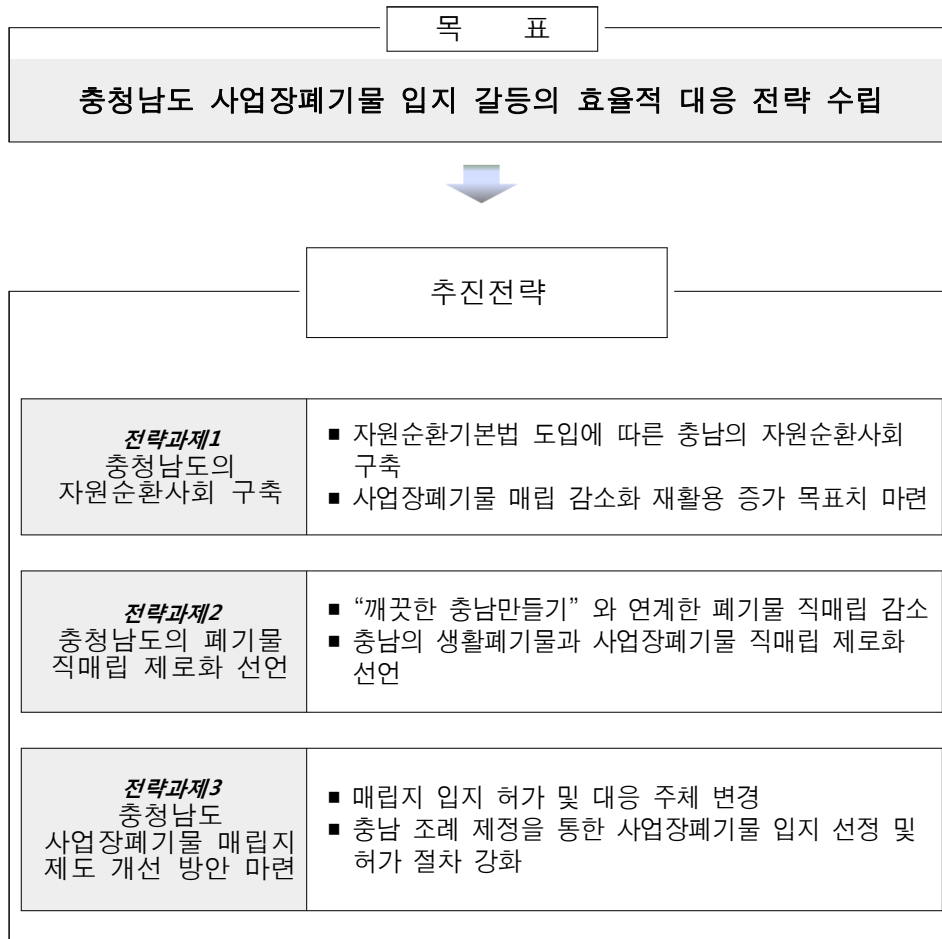 목 표
충청남도 사업장폐기물 입지 갈등의 효율적 대응 전략 수립
추진전략
전략과제1
충청남도의
자원순환사회 구축
■ 자원순환기본법 도입에 따른 충남의 자원순환사회
구축
■ 사업장폐기물 매립 감소화 재활용 증가 목표치 마련
전략과제2
충청남도의 폐기물
직매립 제로화 선언
■ “깨끗한 충남만들기” 와 연계한 폐기물 직매립 감소
■ 충남의 생활폐기물과 사업장폐기물 직매립 제로화
선언
전략과제3
충청남도
사업장폐기물 매립지
제도 개선 방안 마련
■ 매립지 입지 허가 및 대응 주체 변경
■ 충남 조례 제정을 통한 사업장폐기물 입지 선정 및
허가 절차 강화